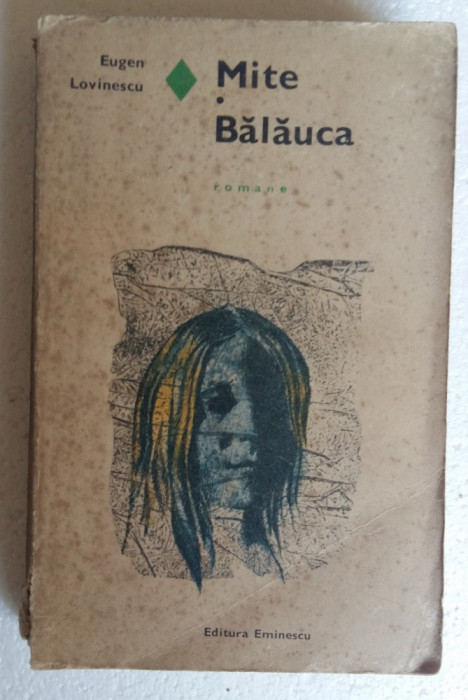 Eugen
Lovinescu
Mite
•
Bălăuca
romane
Editura Eminescu